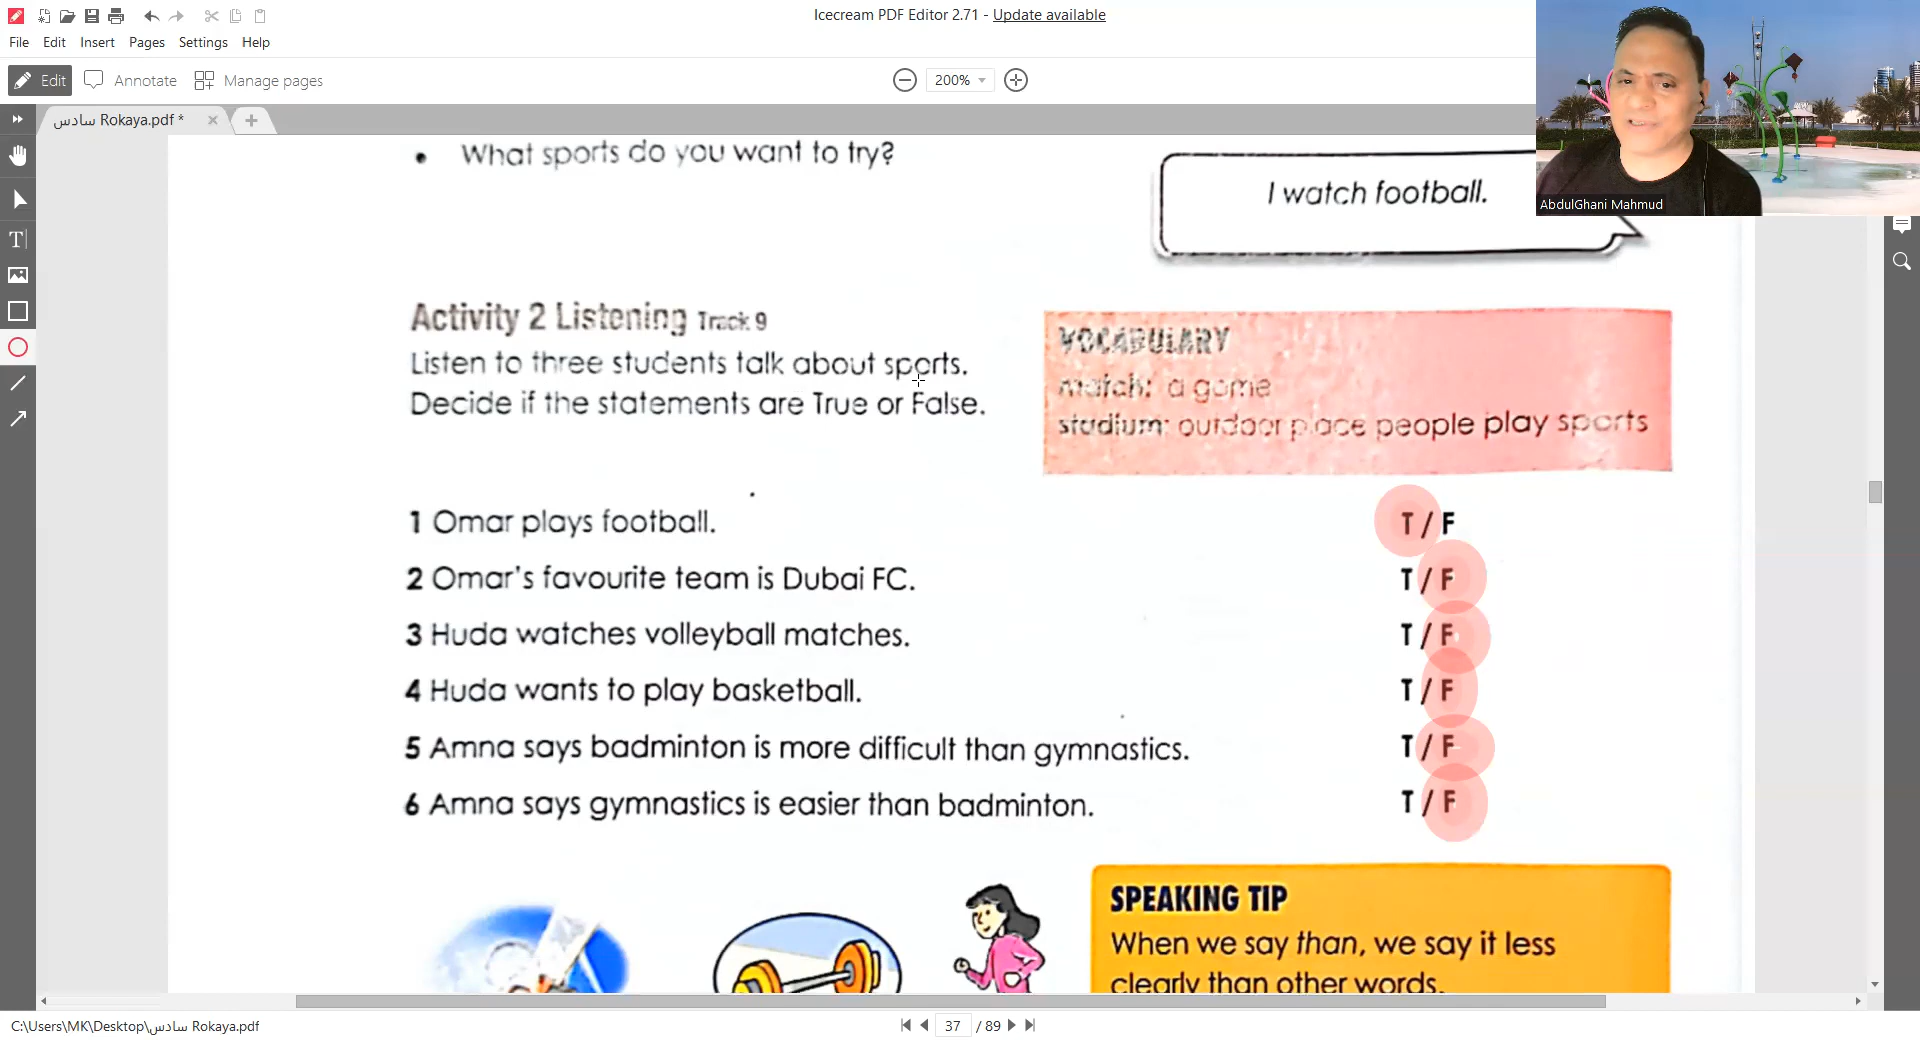 Icecream PDF Editor 2.71 - Update available
File Edit Insert Pages Settings Help
Edit Annotate Manage pages
200%
سادس Rokaya.pdf *
AbdulGhani Mahmud
• What sports do you want to try?
I watch football.
Activity 2 Listening Track 9
Listen to three students talk about sports.
Decide if the statements are True or False.
VOCABULARY
match: a game
stadium: outdoor place people play sports
1 Omar plays football. T / F
2 Omar's favourite team is Dubai FC. T / F
3 Huda watches volleyball matches. T / F
4 Huda wants to play basketball. T / F
5 Amna says badminton is more difficult than gymnastics. T / F
6 Amna says gymnastics is easier than badminton. T / F
SPEAKING TIP
When we say than, we say it less
clearly than other words.
C:\Users\MK\Desktop\سادس Rokaya.pdf
37 / 89